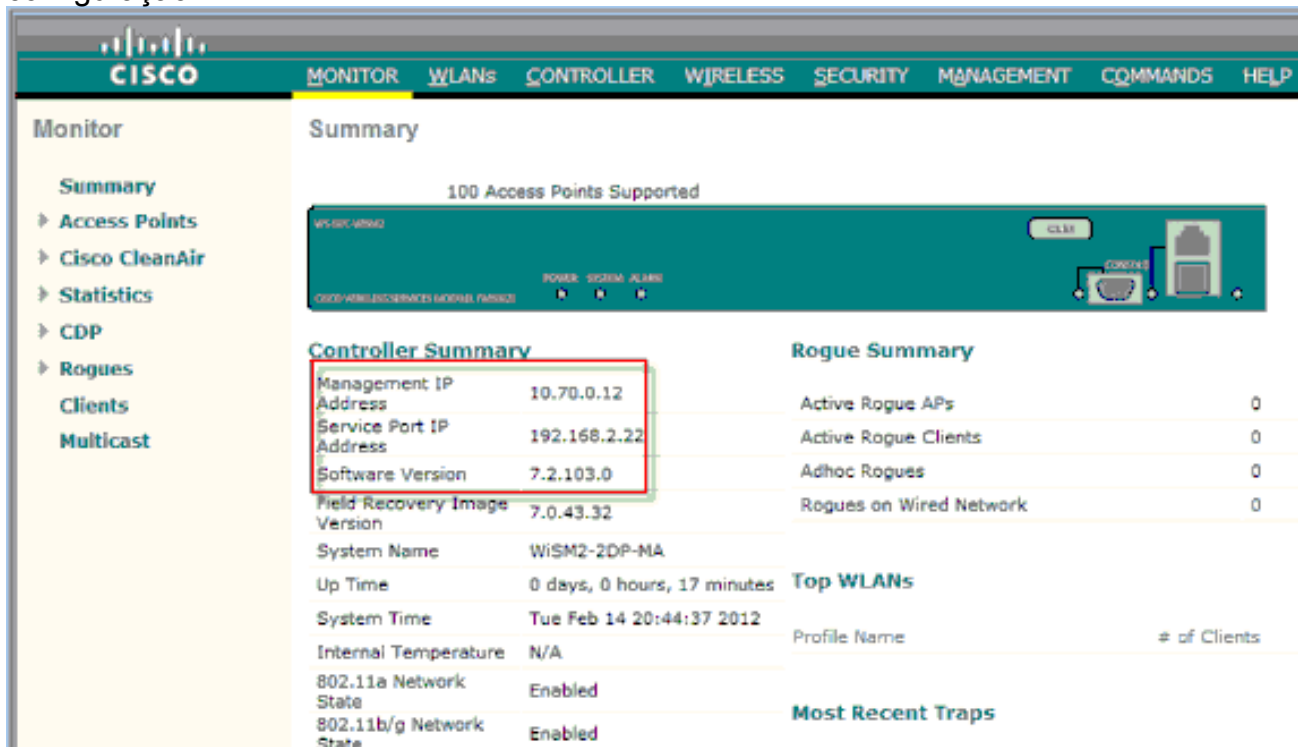 CISCO
MONITOR WLANs CONTROLLER WIRELESS SECURITY MANAGEMENT COMMANDS HELP
Monitor
Summary
Access Points
Cisco CleanAir
Statistics
CDP
Rogues
Clients
Multicast
Summary
100 Access Points Supported
POWER SYSTEM ALARM
CONSOLE
Controller Summary
Management IP
Address 10.70.0.12
Service Port IP
Address 192.168.2.22
Software Version 7.2.103.0
Field Recovery Image
Version 7.0.43.32
System Name WiSM2-2DP-MA
Up Time 0 days, 0 hours, 17 minutes
System Time Tue Feb 14 20:44:37 2012
Internal Temperature N/A
802.11a Network
State Enabled
802.11b/g Network
State Enabled
Rogue Summary
Active Rogue APs 0
Active Rogue Clients 0
Adhoc Rogues 0
Rogues on Wired Network 0
Top WLANs
Profile Name # of Clients
Most Recent Traps